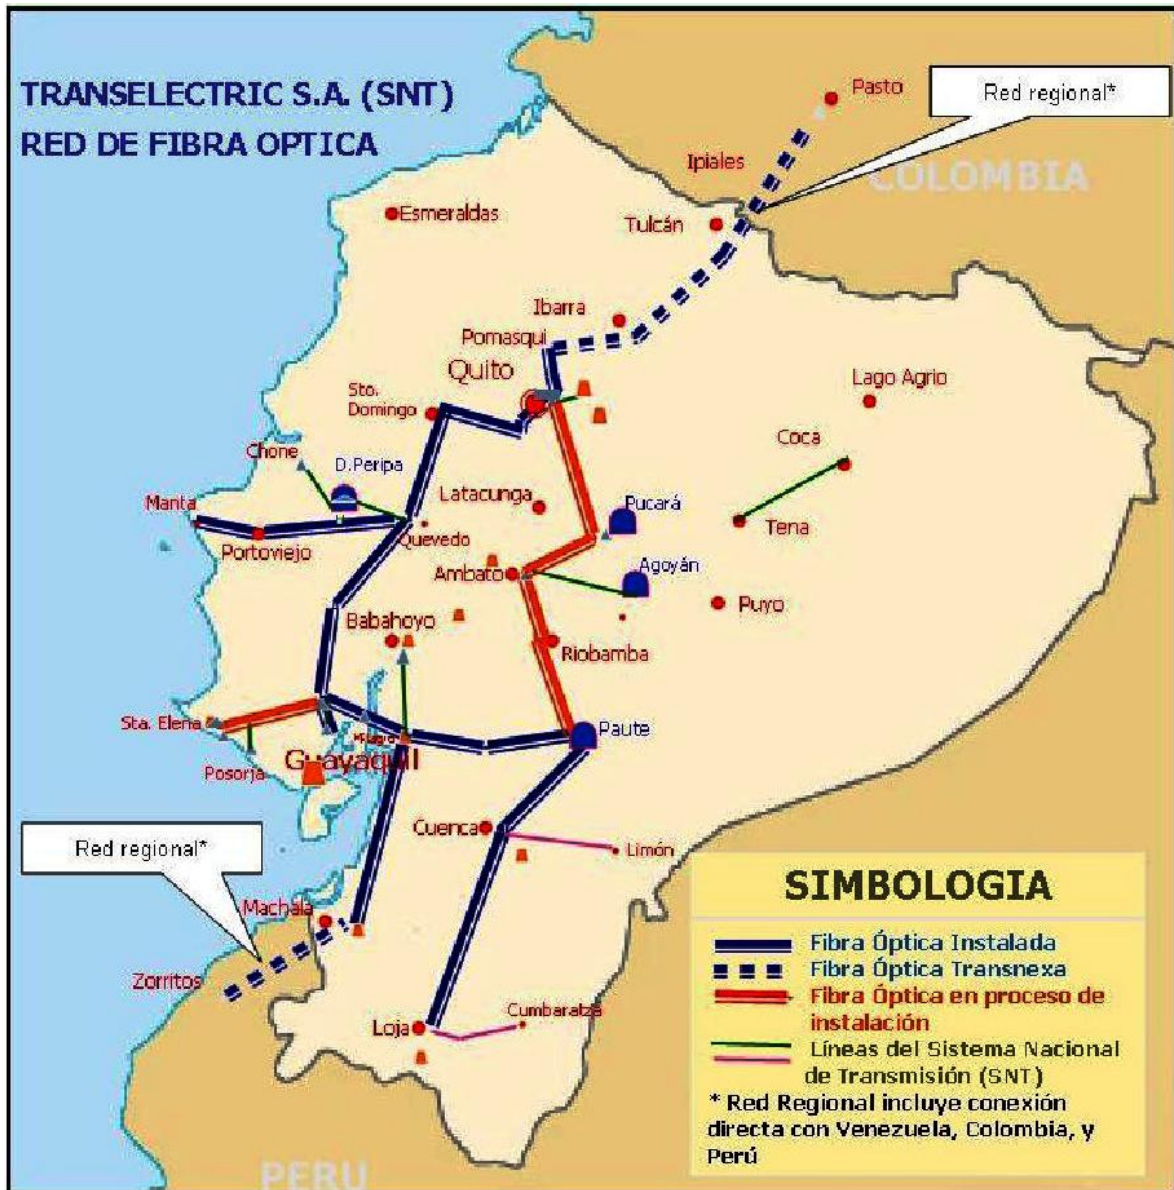 TRANSELECTRIC S.A. (SNT)
RED DE FIBRA OPTICA
Pasto
Red regional*
Ipiales
COLOMBIA
Esmeraldas
Tulcán
Ibarra
Pomasqui
Quito
Sto.
Domingo
Lago Agrio
Coca
Chone
D.Peripa
Manta
Latacunga
Pucará
Portoviejo
Quevedo
Tena
Ambato
Agoyán
Babahoyo
Puyo
Riobamba
Sta. Elena
Paute
Guayaquil
Posorja
Cuenca
Limón
Red regional*
Machala
Zorritos
Loja
Cumbaratza
PERU
SIMBOLOGIA
Fibra Óptica Instalada
Fibra Óptica Transnexa
Fibra Óptica en proceso de
instalación
Líneas del Sistema Nacional
de Transmisión (SNT)
* Red Regional incluye conexión
directa con Venezuela, Colombia, y
Perú